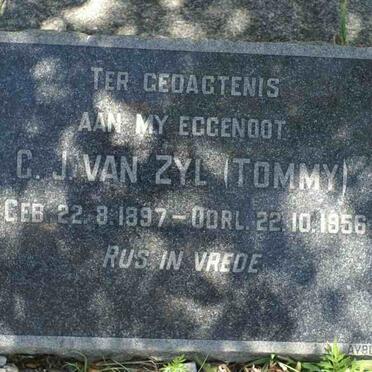 TER GEDAGTENIS
AAN MY EGGENOOT
C. J. VAN ZYL (TOMMY)
GEB. 22.8.1897 – OORL. 22.10.1956
RUS IN VREDE